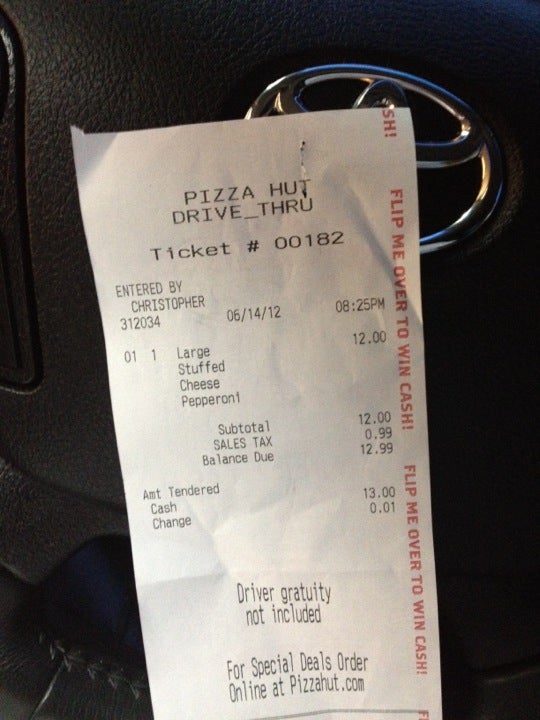 PIZZA HUT
DRIVE_THRU
Ticket # 00182
ENTERED BY
CHRISTOPHER
312034 06/14/12 08:25PM
01 1 Large 12.00
Stuffed
Cheese
Pepperoni
Subtotal 12.00
SALES TAX 0.99
Balance Due 12.99
Amt Tendered
Cash 13.00
Change 0.01
Driver gratuity
not included
For Special Deals Order
Online at Pizzahut.com
SH!
FLIP ME OVER TO WIN CASH!
FLIP ME OVER TO WIN CASH!